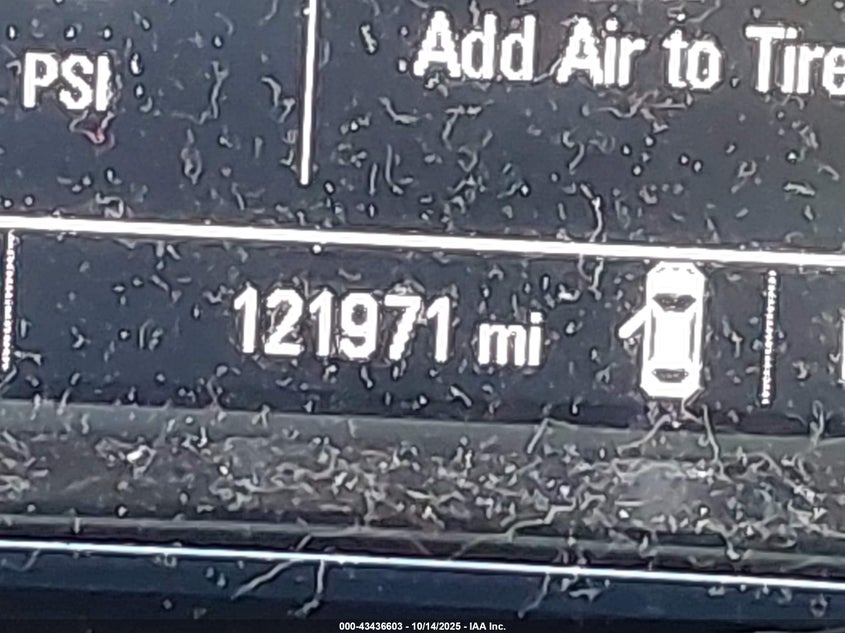 PSI
Add Air to Tire
121971 mi
000-43436603 - 10/14/2025 - IAA Inc.